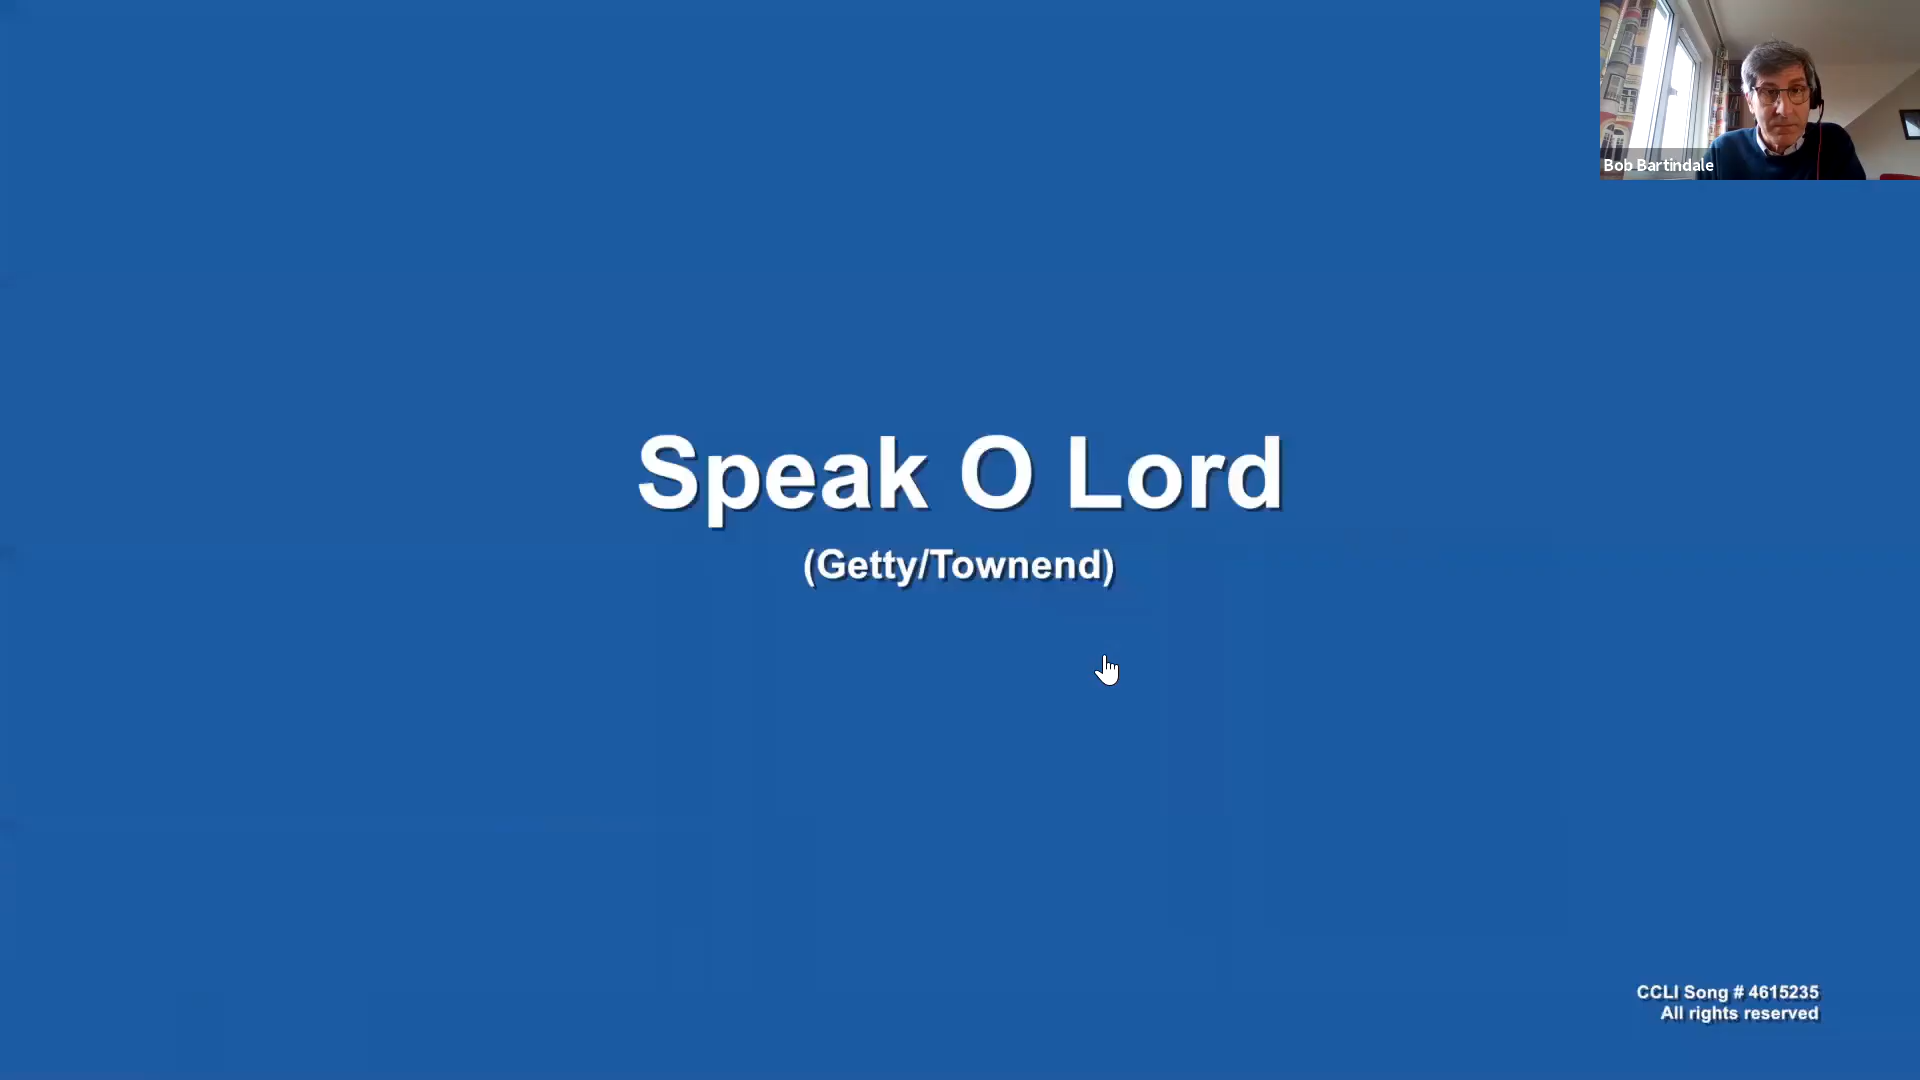 Bob Bartindale
Speak O Lord
(Getty/Townend)
CCLI Song # 4615235
All rights reserved